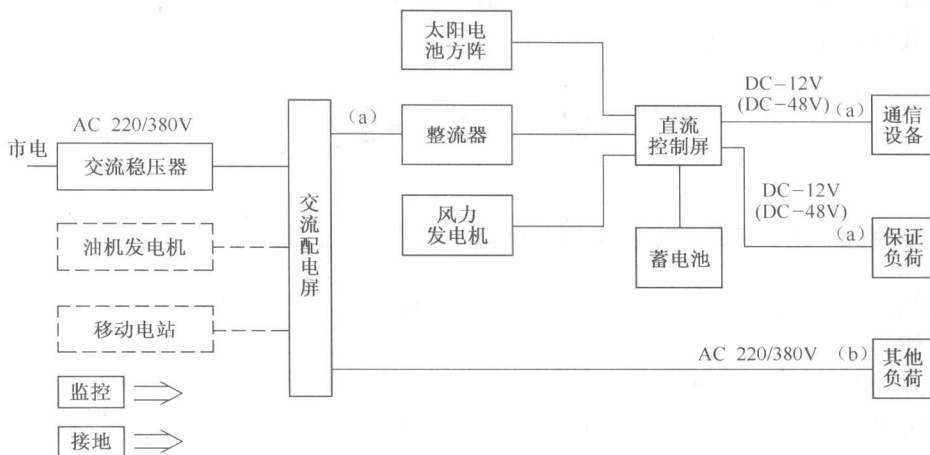 太阳电
池方阵
DC－12V
(DC－48V)
(a)
通信
设备
AC 220/380V
(a)
整流器
直流
控制屏
市电
交流稳压器
DC－12V
(DC－48V)
(a)
保证
负荷
交流配电屏
风力
发电机
蓄电池
油机发电机
移动电站
AC 220/380V (b)
其他
负荷
监控
接地